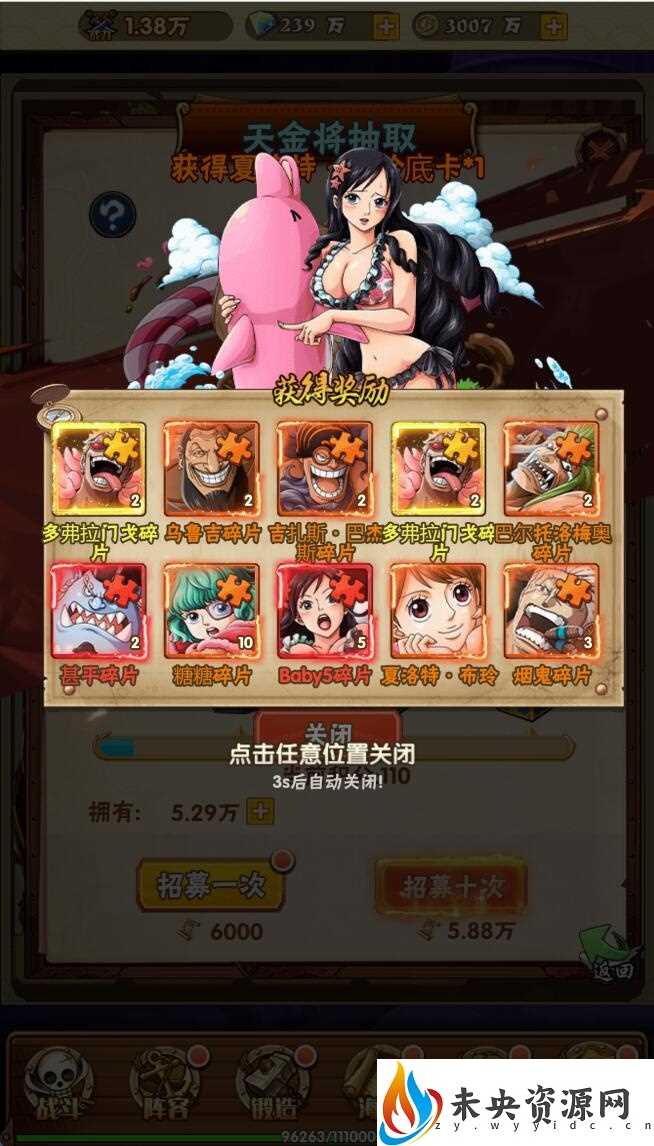 战力 1.38万 239 万 3007 万
天金将抽取
获得夏 特 底卡*1
?
获得奖励
2 2 2 2 2
多弗拉门戈碎片 乌鲁吉碎片 吉扎斯·巴杰斯碎片 多弗拉门戈碎片 巴尔托洛梅奥碎片
2 10 5 3
甚平碎片 糖糖碎片 Baby5碎片 夏洛特·布玲 烟鬼碎片
关闭
点击任意位置关闭
110
3s后自动关闭!
拥有: 5.29万
招募一次 招募十次
6000 5.88万
返回
战斗 阵容 锻造 海
96263/111000
未央资源网
zy.wyyidc.cn